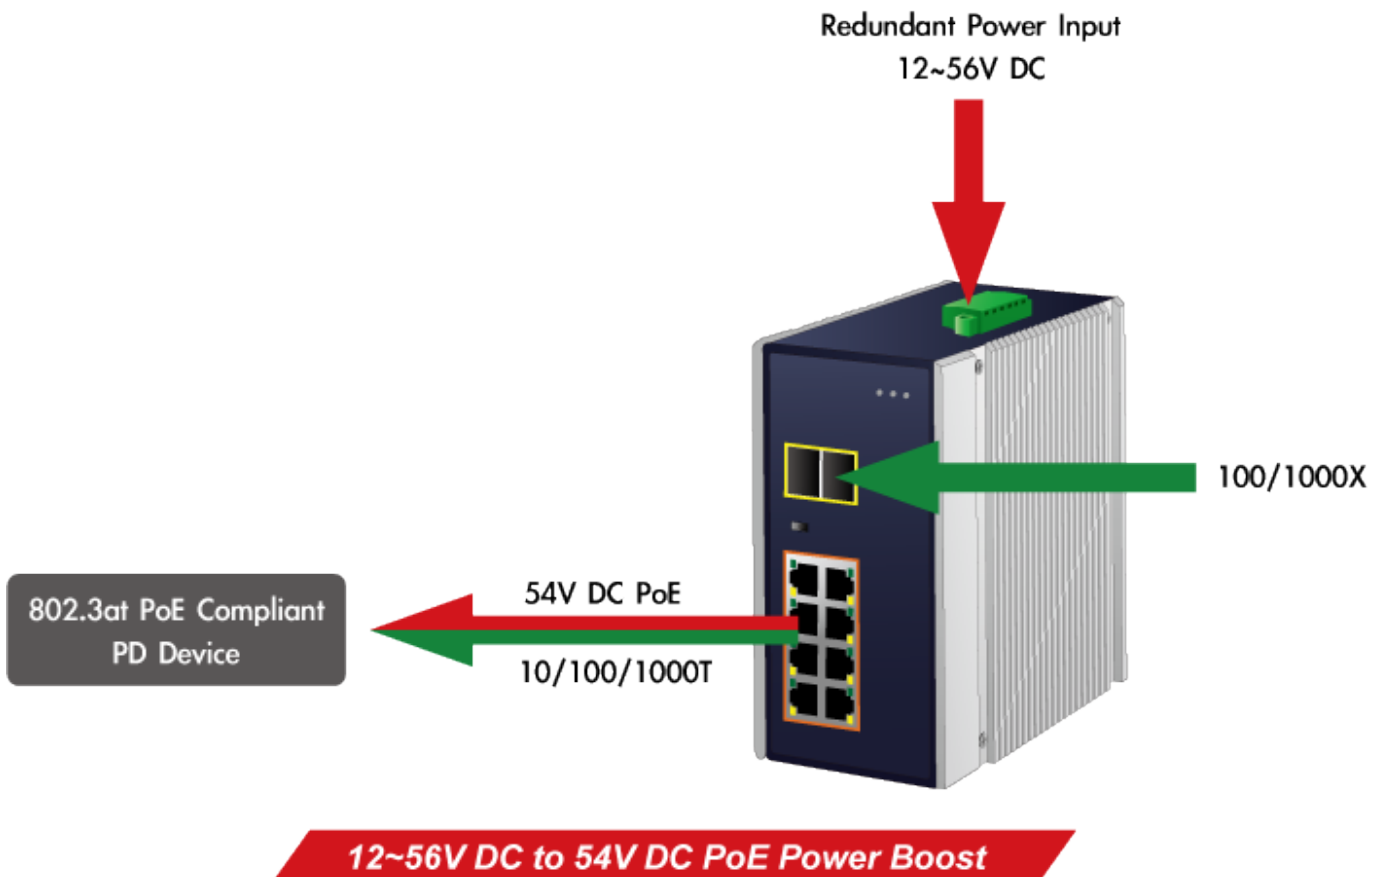 Redundant Power Input
12~56V DC
100/1000X
54V DC PoE
802.3at PoE Compliant
PD Device
10/100/1000T
12~56V DC to 54V DC PoE Power Boost